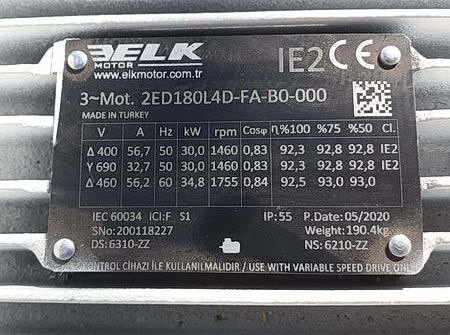 ELK
MOTOR
www.elkmotor.com.tr
IE2 CE
3~Mot. 2ED180L4D-FA-B0-000
MADE IN TURKEY
V A Hz kW rpm Cosφ η%100 %75 %50 Cl.
Δ 400 56,7 50 30,0 1460 0,83 92,3 92,8 92,8 IE2
Y 690 32,7 50 30,0 1460 0,83 92,3 92,8 92,8 IE2
Δ 460 56,2 60 34,8 1755 0,84 92,5 93,0 93,0
IEC 60034 ICl:F S1 IP:55 P.Date:05/2020
SNo:200118227 Weight:190.4kg
DS:6310-ZZ NS:6210-ZZ
KONTROL CİHAZI İLE KULLANILMALIDIR / USE WITH VARIABLE SPEED DRIVE ONLY